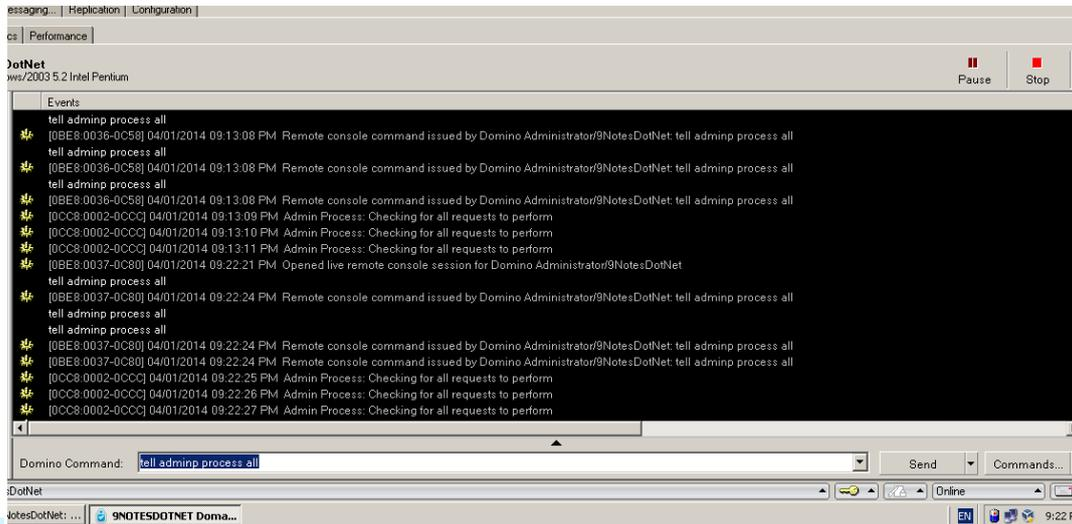 essaging... Replication Configuration
cs Performance
DotNet
ows/2003 5.2 Intel Pentium
Pause Stop
Events
tell adminp process all
[0BE8:0036-0C58] 04/01/2014 09:13:08 PM Remote console command issued by Domino Administrator/9NotesDotNet: tell adminp process all
tell adminp process all
[0BE8:0036-0C58] 04/01/2014 09:13:08 PM Remote console command issued by Domino Administrator/9NotesDotNet: tell adminp process all
tell adminp process all
[0BE8:0036-0C58] 04/01/2014 09:13:08 PM Remote console command issued by Domino Administrator/9NotesDotNet: tell adminp process all
[0CC8:0002-0CCC] 04/01/2014 09:13:09 PM Admin Process: Checking for all requests to perform
[0CC8:0002-0CCC] 04/01/2014 09:13:10 PM Admin Process: Checking for all requests to perform
[0CC8:0002-0CCC] 04/01/2014 09:13:11 PM Admin Process: Checking for all requests to perform
[0BE8:0037-0C80] 04/01/2014 09:22:21 PM Opened live remote console session for Domino Administrator/9NotesDotNet
tell adminp process all
[0BE8:0037-0C80] 04/01/2014 09:22:24 PM Remote console command issued by Domino Administrator/9NotesDotNet: tell adminp process all
tell adminp process all
tell adminp process all
[0BE8:0037-0C80] 04/01/2014 09:22:24 PM Remote console command issued by Domino Administrator/9NotesDotNet: tell adminp process all
[0BE8:0037-0C80] 04/01/2014 09:22:24 PM Remote console command issued by Domino Administrator/9NotesDotNet: tell adminp process all
[0CC8:0002-0CCC] 04/01/2014 09:22:25 PM Admin Process: Checking for all requests to perform
[0CC8:0002-0CCC] 04/01/2014 09:22:26 PM Admin Process: Checking for all requests to perform
[0CC8:0002-0CCC] 04/01/2014 09:22:27 PM Admin Process: Checking for all requests to perform
Domino Command: tell adminp process all Send Commands...
sDotNet Online
NotesDotNet: ... 9NOTESDOTNET Doma... EN 9:22 P